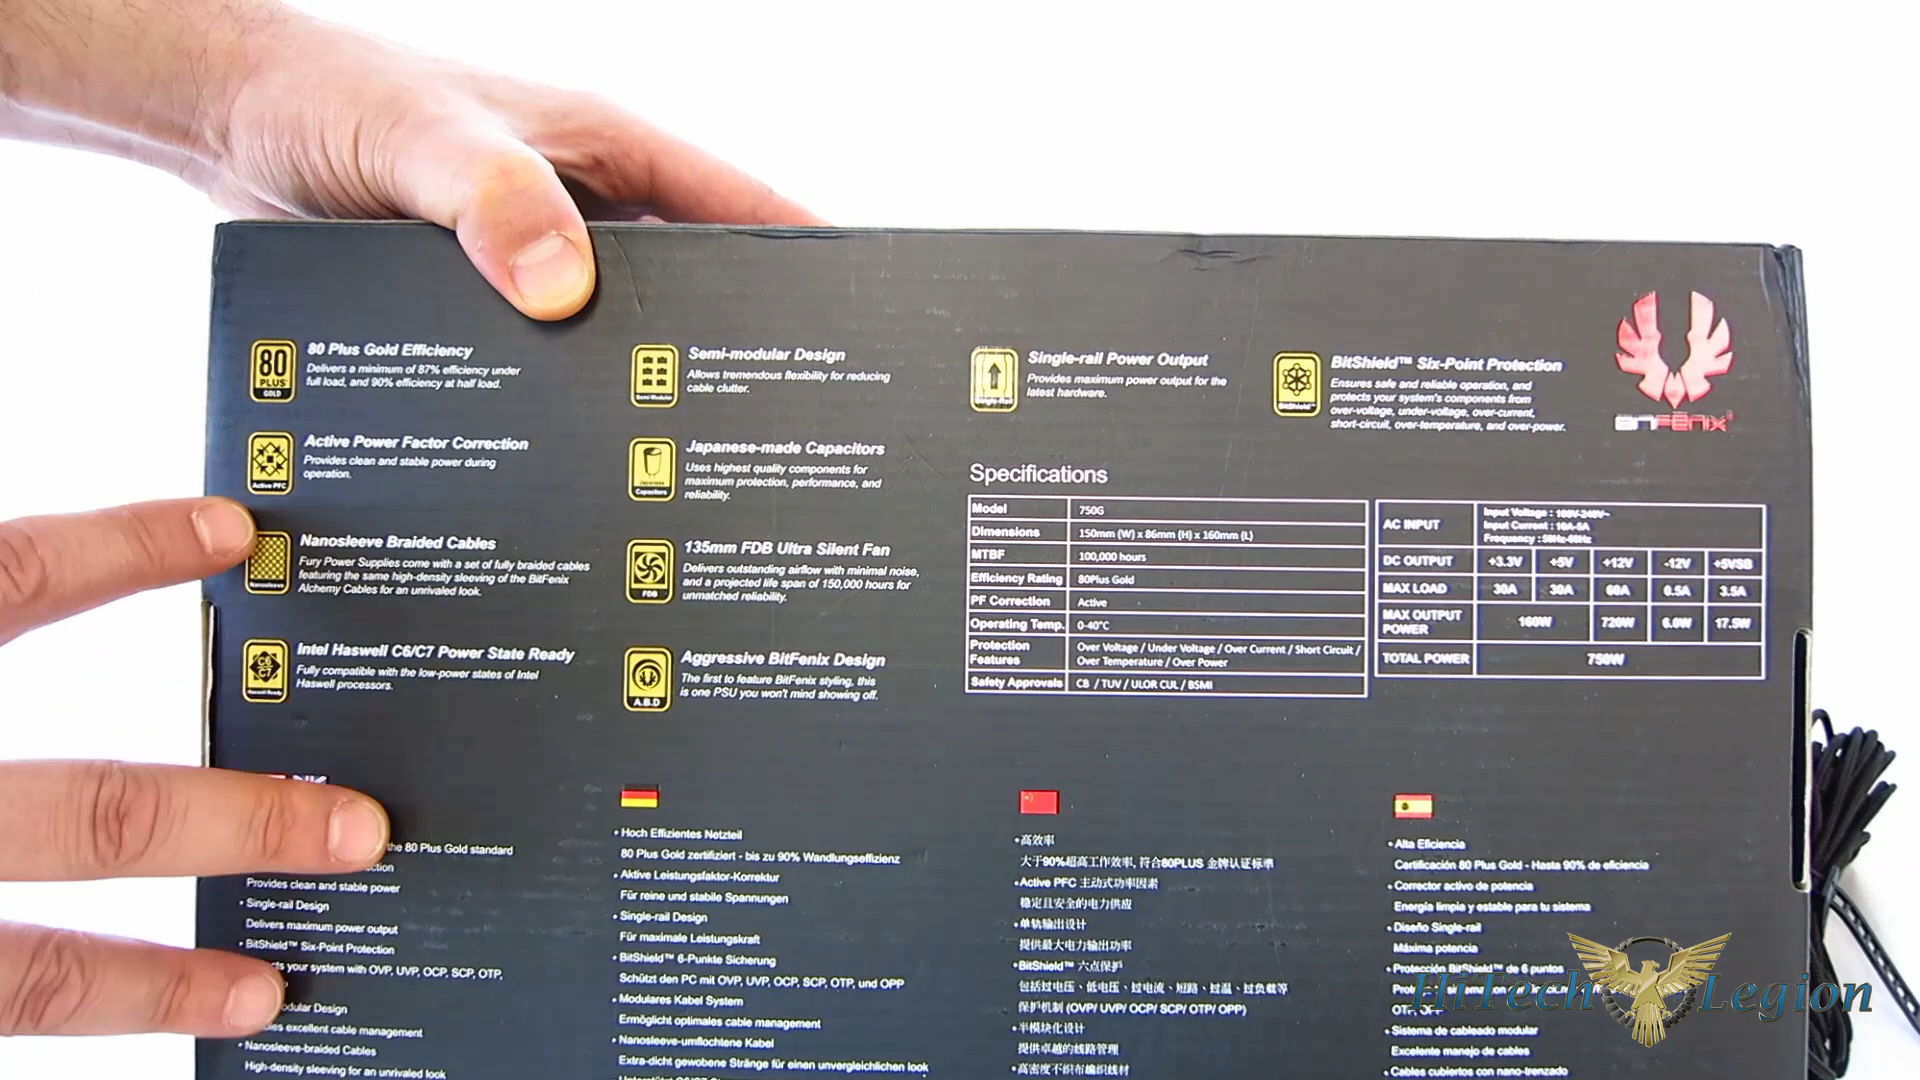 80
PLUS
GOLD
80 Plus Gold Efficiency
Delivers a minimum of 87% efficiency under
full load, and 90% efficiency at half load.
Active PFC
Active Power Factor Correction
Provides clean and stable power during
operation.
Nanosleeve
Nanosleeve Braided Cables
Fury Power Supplies come with a set of fully braided cables
featuring the same high-density sleeving of the BitFenix
Alchemy Cables for an unrivaled look.
C6
C7
Haswell Ready
Intel Haswell C6/C7 Power State Ready
Fully compatible with the low-power states of Intel
Haswell processors.
Semi-Modular
Semi-modular Design
Allows tremendous flexibility for reducing
cable clutter.
Japanese
Capacitors
Japanese-made Capacitors
Uses highest quality components for
maximum protection, performance, and
reliability.
FDB
135mm FDB Ultra Silent Fan
Delivers outstanding airflow with minimal noise,
and a projected life span of 150,000 hours for
unmatched reliability.
A.B.D
Aggressive BitFenix Design
The first to feature BitFenix styling, this
is one PSU you won't mind showing off.
Single-Rail
Single-rail Power Output
Provides maximum power output for the
latest hardware.
BitShield™
BitShield™ Six-Point Protection
Ensures safe and reliable operation, and
protects your system's components from
over-voltage, under-voltage, over-current,
short-circuit, over-temperature, and over-power.
BITFENIX
Specifications
Model 750G
Dimensions 150mm (W) x 86mm (H) x 160mm (L)
MTBF 100,000 hours
Efficiency Rating 80Plus Gold
PF Correction Active
Operating Temp. 0-40°C
Protection Features Over Voltage / Under Voltage / Over Current / Short Circuit /
Over Temperature / Over Power
Safety Approvals CB / TUV / ULOR CUL / BSMI
AC INPUT
Input Voltage : 100V-240V~
Input Current : 10A-5A
Frequency : 50Hz-60Hz
DC OUTPUT +3.3V +5V +12V -12V +5VSB
MAX LOAD 30A 30A 60A 0.5A 3.5A
MAX OUTPUT POWER 160W 720W 6.0W 17.5W
TOTAL POWER 750W
the 80 Plus Gold standard
Provides clean and stable power
• Single-rail Design
Delivers maximum power output
• BitShield™ Six-Point Protection
your system with OVP, UVP, OCP, SCP, OTP,
Design
excellent cable management
• Nanosleeve-braided Cables
High-density sleeving for an unrivaled look
• Hoch Effizientes Netzteil
80 Plus Gold zertifiziert - bis zu 90% Wandlungseffizienz
• Aktive Leistungsfaktor-Korrektur
Für reine und stabile Spannungen
• Single-rail Design
Für maximale Leistungskraft
• BitShield™ 6-Punkte Sicherung
Schützt den PC mit OVP, UVP, OCP, SCP, OTP, und OPP
• Modulares Kabel System
Ermöglicht optimales cable management
• Nanosleeve-umflochtene Kabel
Extra-dicht gewobene Stränge für einen unvergleichlichen look
• 高效率
大于90%超高工作效率, 符合80PLUS 金牌认证标准
• Active PFC 主动式功率因素
稳定且安全的电力供应
• 单轨输出设计
提供最大电力输出功率
• BitShield™ 六点保护
包括过电压、低电压、过电流、短路、过温、过负载等
保护机制 (OVP/ UVP/ OCP/ SCP/ OTP/ OPP)
• 半模块化设计
提供卓越的线路管理
• 高密度不织布编织线材
• Alta Eficiencia
Certificación 80 Plus Gold - Hasta 90% de eficiencia
• Corrector activo de potencia
Energía limpia y estable para tu sistema
• Diseño Single-rail
Máxima potencia
• Protección BitShield™ de 6 puntos
OTP, OPP
• Sistema de cableado modular
Excelente manejo de cables
• Cables cubiertos con nano-trenzado
HiTech Legion